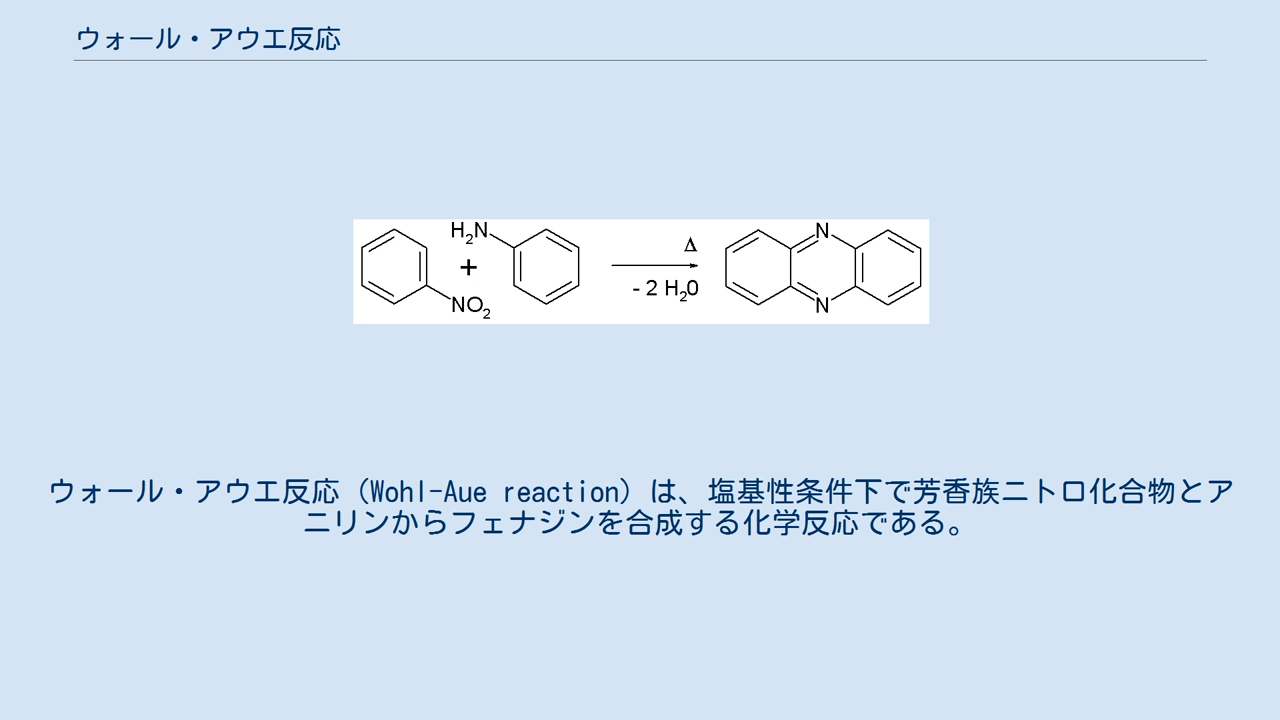 ウォール・アウエ反応
H2N
+
NO2
Δ
- 2 H20
N
N
ウォール・アウエ反応（Wohl-Aue reaction）は、塩基性条件下で芳香族ニトロ化合物とア
ニリンからフェナジンを合成する化学反応である。